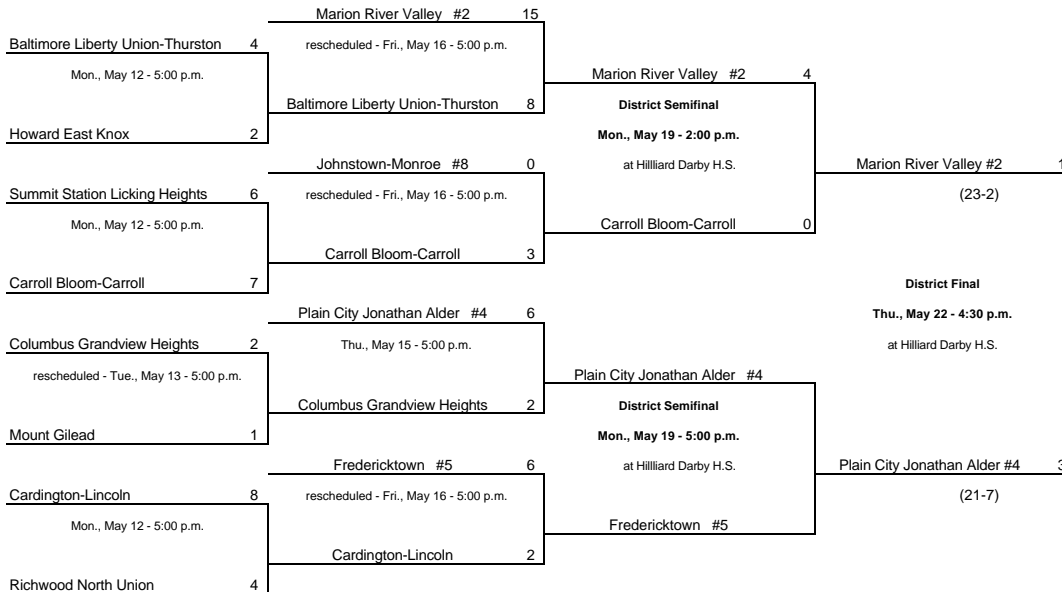 Marion River Valley #2 15
Baltimore Liberty Union-Thurston 4
rescheduled - Fri., May 16 - 5:00 p.m.
Mon., May 12 - 5:00 p.m.
Marion River Valley #2 4
Baltimore Liberty Union-Thurston 8
District Semifinal
Howard East Knox 2
Mon., May 19 - 2:00 p.m.
Johnstown-Monroe #8 0
at Hillliard Darby H.S.
Marion River Valley #2 1
Summit Station Licking Heights 6
rescheduled - Fri., May 16 - 5:00 p.m.
(23-2)
Mon., May 12 - 5:00 p.m.
Carroll Bloom-Carroll 0
Carroll Bloom-Carroll 3
Carroll Bloom-Carroll 7
District Final
Plain City Jonathan Alder #4 6
Thu., May 22 - 4:30 p.m.
Columbus Grandview Heights 2
Thu., May 15 - 5:00 p.m.
at Hilliard Darby H.S.
rescheduled - Tue., May 13 - 5:00 p.m.
Plain City Jonathan Alder #4
Columbus Grandview Heights 2
District Semifinal
Mount Gilead 1
Mon., May 19 - 5:00 p.m.
Fredericktown #5 6
at Hillliard Darby H.S.
Plain City Jonathan Alder #4 3
Cardington-Lincoln 8
rescheduled - Fri., May 16 - 5:00 p.m.
(21-7)
Mon., May 12 - 5:00 p.m.
Fredericktown #5
Cardington-Lincoln 2
Richwood North Union 4